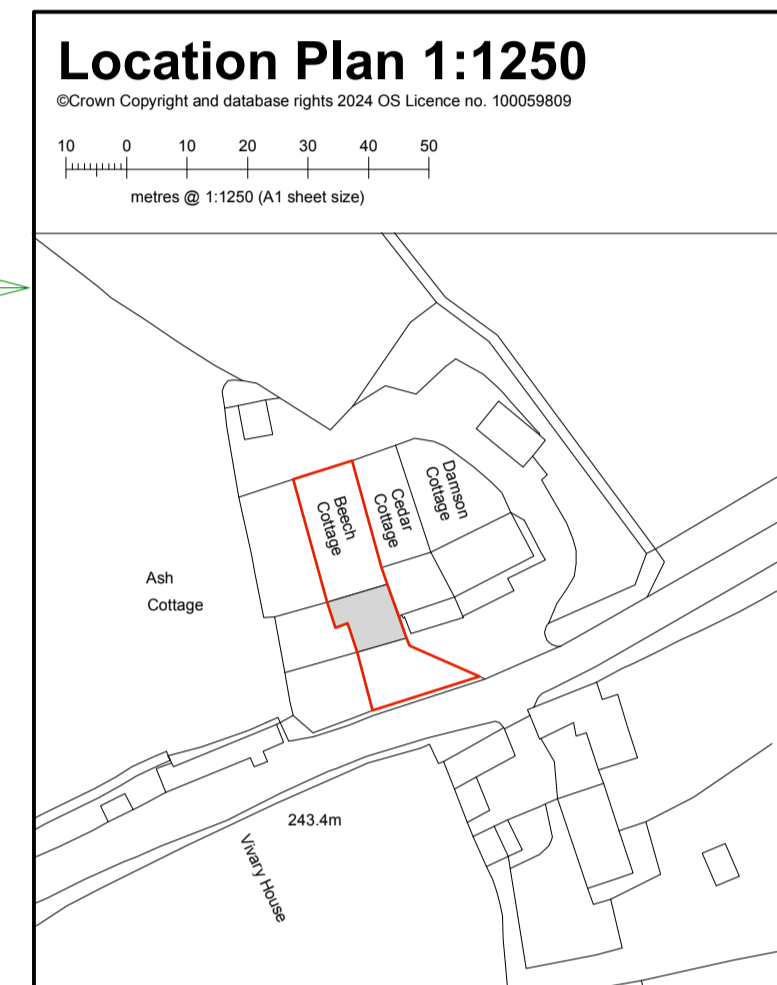 Location Plan 1:1250
©Crown Copyright and database rights 2024 OS Licence no. 100059809
10 0 10 20 30 40 50
metres @ 1:1250 (A1 sheet size)
Beech
Cottage
Cedar
Cottage
Damson
Cottage
Ash
Cottage
243.4m
Vivary House